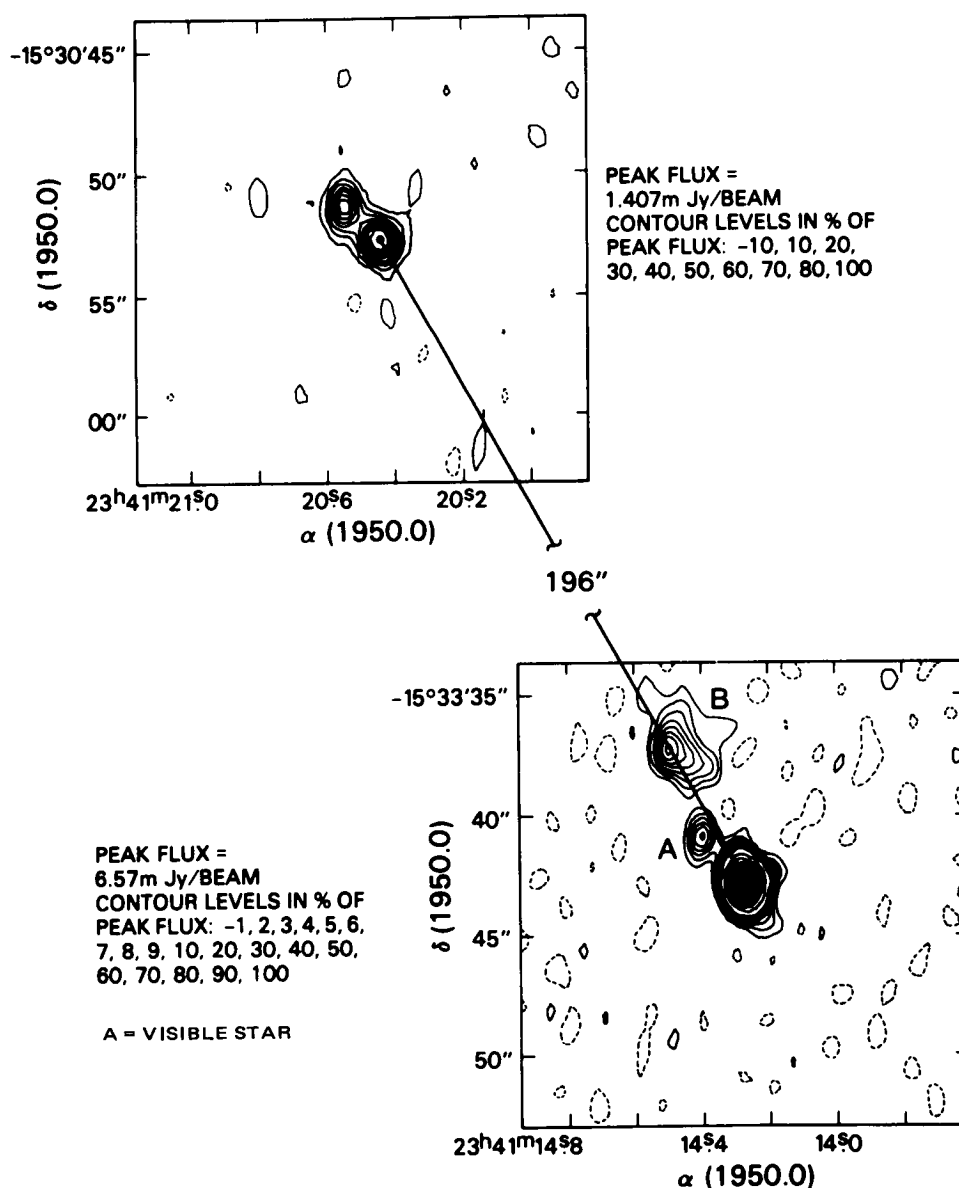 -15°30'45"
50"
55"
00"
δ (1950.0)
23ʰ41ᵐ21ˢ.0
20ˢ.6
20ˢ.2
α (1950.0)
PEAK FLUX =
1.407m Jy/BEAM
CONTOUR LEVELS IN % OF
PEAK FLUX: -10, 10, 20,
30, 40, 50, 60, 70, 80, 100
196"
-15°33'35"
40"
45"
50"
δ (1950.0)
B
A
23ʰ41ᵐ14ˢ.8
14ˢ.4
14ˢ.0
α (1950.0)
PEAK FLUX =
6.57m Jy/BEAM
CONTOUR LEVELS IN % OF
PEAK FLUX: -1, 2, 3, 4, 5, 6,
7, 8, 9, 10, 20, 30, 40, 50,
60, 70, 80, 90, 100
A = VISIBLE STAR